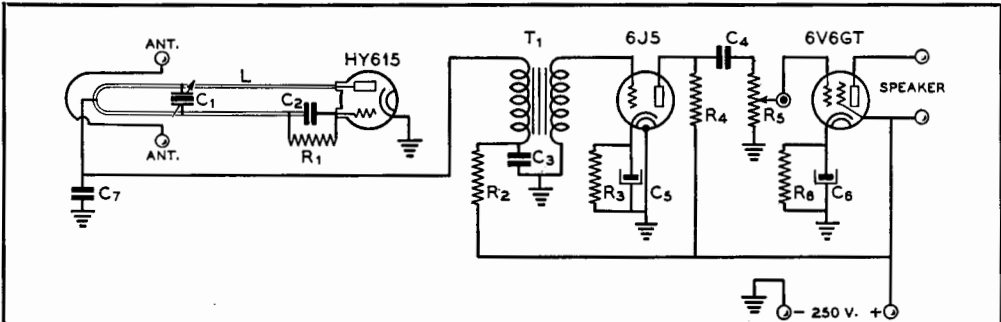 ANT.
L
HY615
C₁
C₂
R₁
ANT.
C₇
T₁
R₂
C₃
6J5
R₃
C₅
C₄
R₄
R₅
6V6GT
SPEAKER
R₆
C₆
− 250 V. +